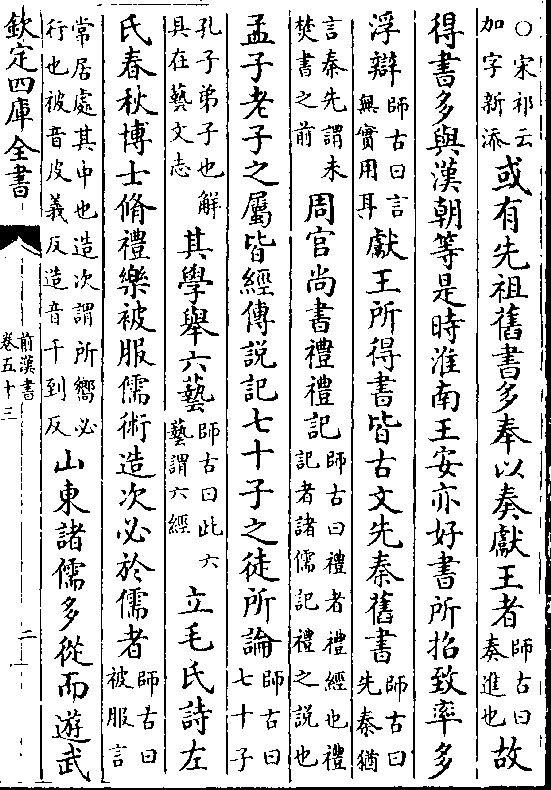 ○宋祁云加字新添或有先祖舊書多奉以奏獻王者師古曰奏進也故
得書多與漢朝等是時淮南王安亦好書所招致率多
浮辯師古曰言無實用耳獻王所得書皆古文先秦舊書師古曰先秦猶
言秦先謂未焚書之前周官尚書禮禮記師古曰禮者禮經也禮記者諸儒記禮之説也
孟子老子之屬皆經傳説記七十子之徒所論師古曰七十子
孔子弟子也解具在藝文志其學舉六藝師古曰此六藝謂六經立毛氏詩左
氏春秋博士脩禮樂被服儒術造次必於儒者師古曰被服言
常居處其中也造次謂所嚮必行也被音皮義反造音千到反山東諸儒多從而遊武
欽定四庫全書
前漢書
卷五十三
二